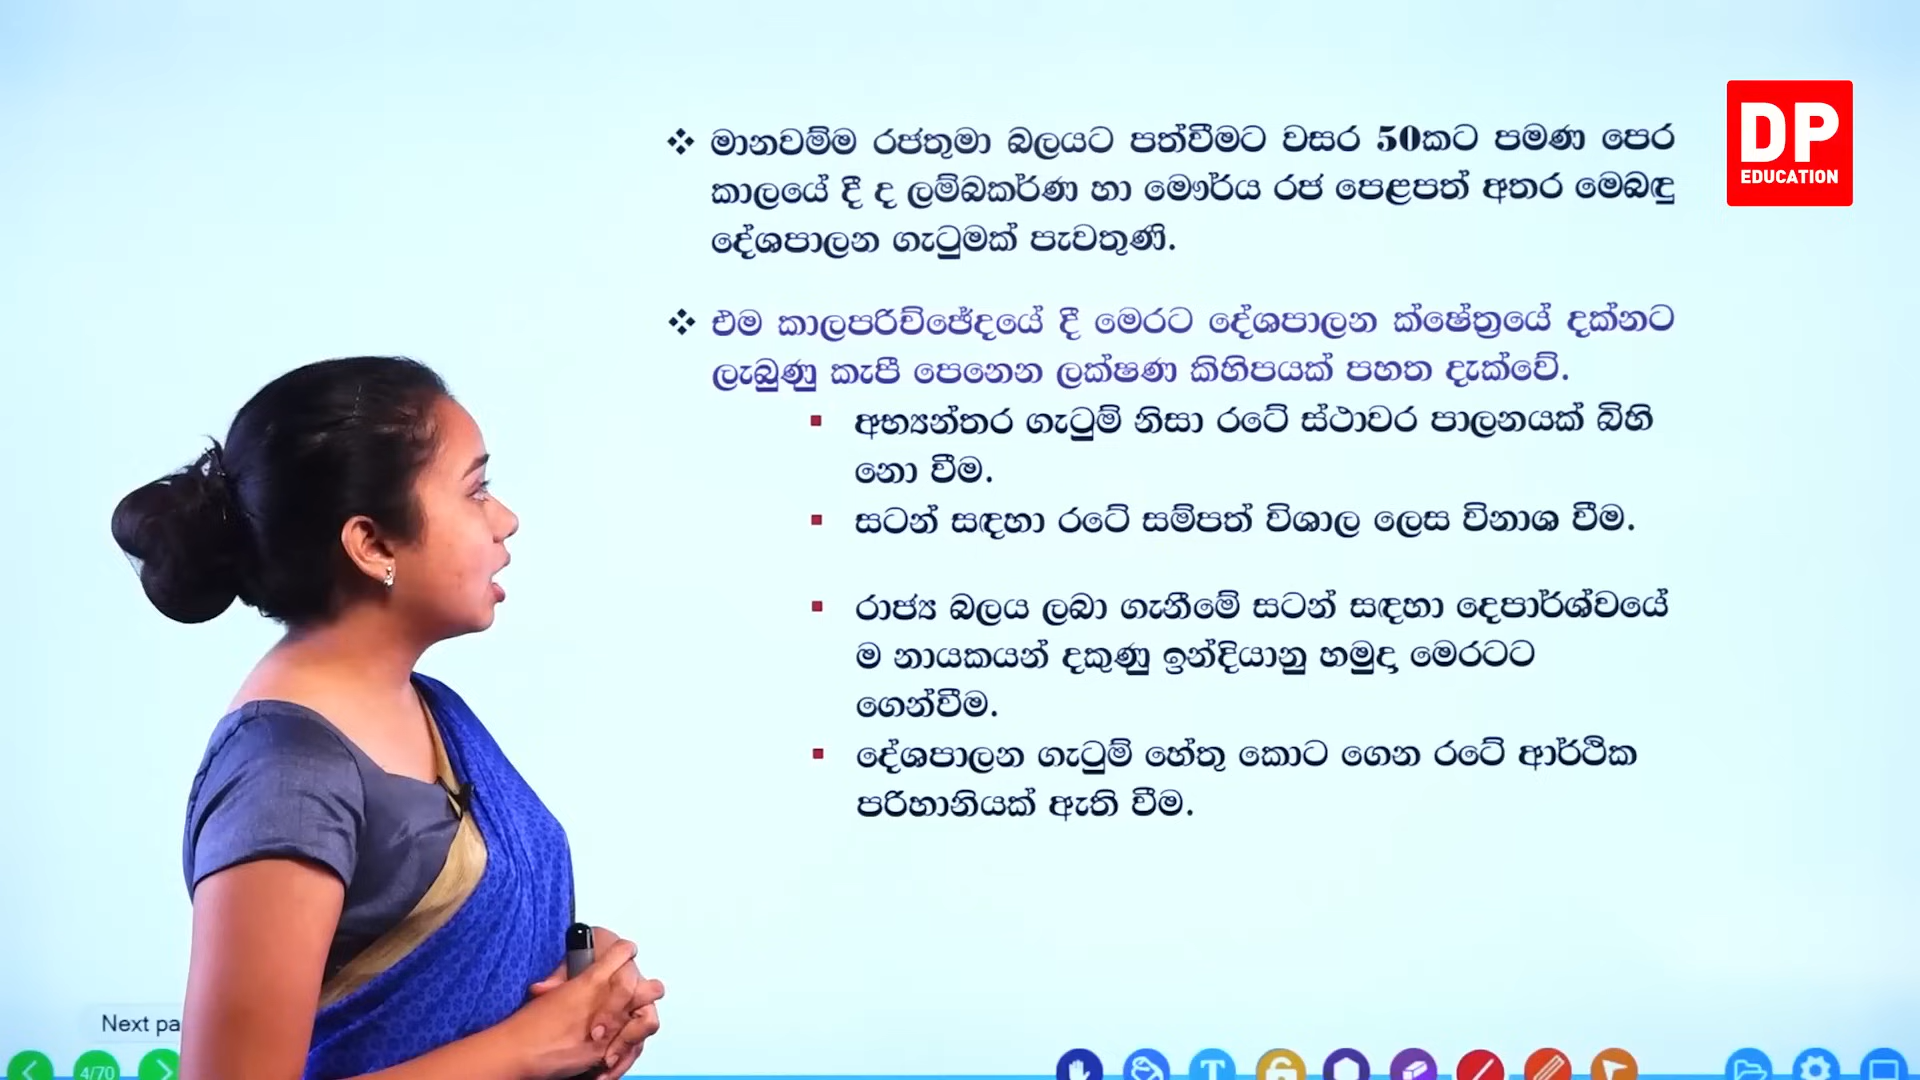 මානවම්ම රජතුමා බලයට පත්වීමට වසර 50කට පමණ පෙර
කාලයේ දී ද ලම්බකර්ණ හා මෞර්ය රජ පෙළපත් අතර මෙබඳු
දේශපාලන ගැටුමක් පැවතුණි.
එම කාලපරිච්ඡේදයේ දී මෙරට දේශපාලන ක්ෂේත්‍රයේ දක්නට
ලැබුණු කැපී පෙනෙන ලක්ෂණ කිහිපයක් පහත දැක්වේ.
අභ්‍යන්තර ගැටුම් නිසා රටේ ස්ථාවර පාලනයක් බිහි
නො වීම.
සටන් සඳහා රටේ සම්පත් විශාල ලෙස විනාශ වීම.
රාජ්‍ය බලය ලබා ගැනීමේ සටන් සඳහා දෙපාර්ශ්වයේ
ම නායකයන් දකුණු ඉන්දියානු හමුදා මෙරටට
ගෙන්වීම.
දේශපාලන ගැටුම් හේතු කොට ගෙන රටේ ආර්ථික
පරිහානියක් ඇති වීම.
DP
EDUCATION
Next pa
4/70